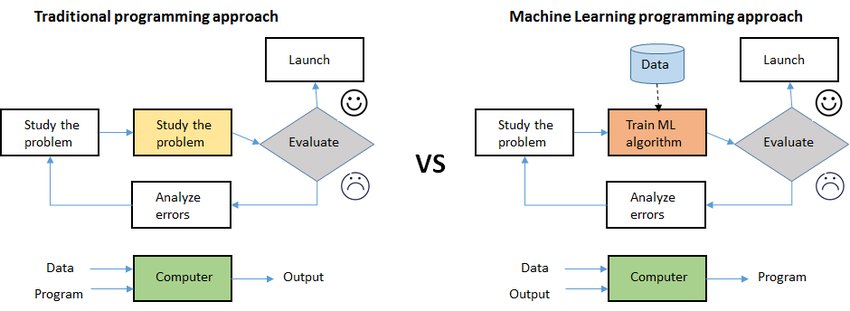 Traditional programming approach
Launch
Study the
problem
Study the
problem
Evaluate
Analyze
errors
Data
Program
Computer
Output
VS
Machine Learning programming approach
Data
Launch
Study the
problem
Train ML
algorithm
Evaluate
Analyze
errors
Data
Output
Computer
Program